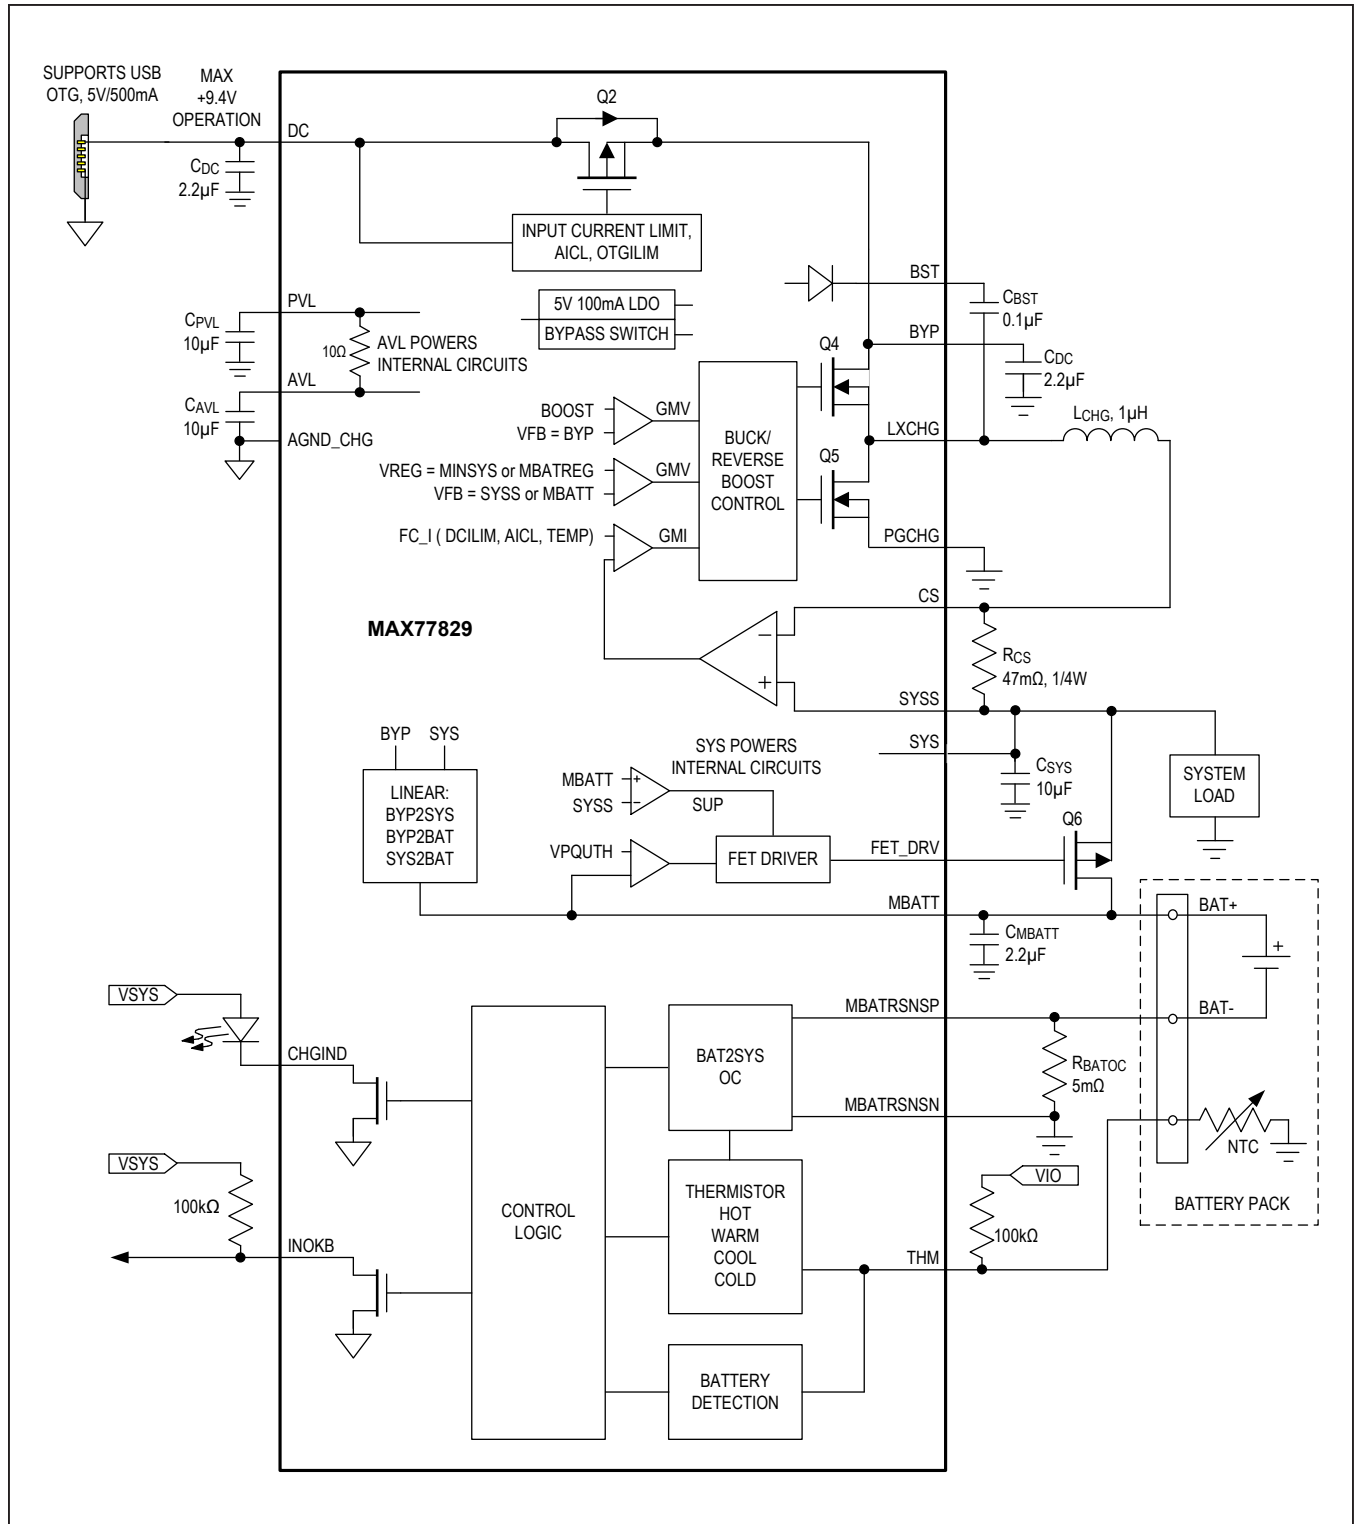 SUPPORTS USB
OTG, 5V/500mA
MAX
+9.4V
OPERATION
DC
Q2
CDC
2.2µF
INPUT CURRENT LIMIT,
AICL, OTGILIM
BST
CBST
0.1µF
PVL
5V 100mA LDO
BYPASS SWITCH
CPVL
10µF
10Ω
AVL POWERS
INTERNAL CIRCUITS
BYP
Q4
CDC
2.2µF
AVL
CAVL
10µF
AGND_CHG
BOOST
VFB = BYP
GMV
BUCK/
REVERSE
BOOST
CONTROL
LXCHG
LCHG, 1µH
Q5
VREG = MINSYS or MBATREG
VFB = SYSS or MBATT
GMV
FC_I ( DCILIM, AICL, TEMP)
GMI
PGCHG
CS
MAX77829
−
+
RCS
47mΩ, 1/4W
SYSS
BYP SYS
SYS POWERS
INTERNAL CIRCUITS
SYS
LINEAR:
BYP2SYS
BYP2BAT
SYS2BAT
MBATT
SYSS
+
−
SUP
CSYS
10µF
SYSTEM
LOAD
Q6
VPQUTH
FET DRIVER
FET_DRV
MBATT
BAT+
CMBATT
2.2µF
+
VSYS
MBATRSNSP
BAT-
CHGIND
BAT2SYS
OC
RBATOC
5mΩ
MBATRSNSN
NTC
VSYS
VIO
BATTERY PACK
100kΩ
CONTROL
LOGIC
THERMISTOR
HOT
WARM
COOL
COLD
100kΩ
INOKB
THM
BATTERY
DETECTION